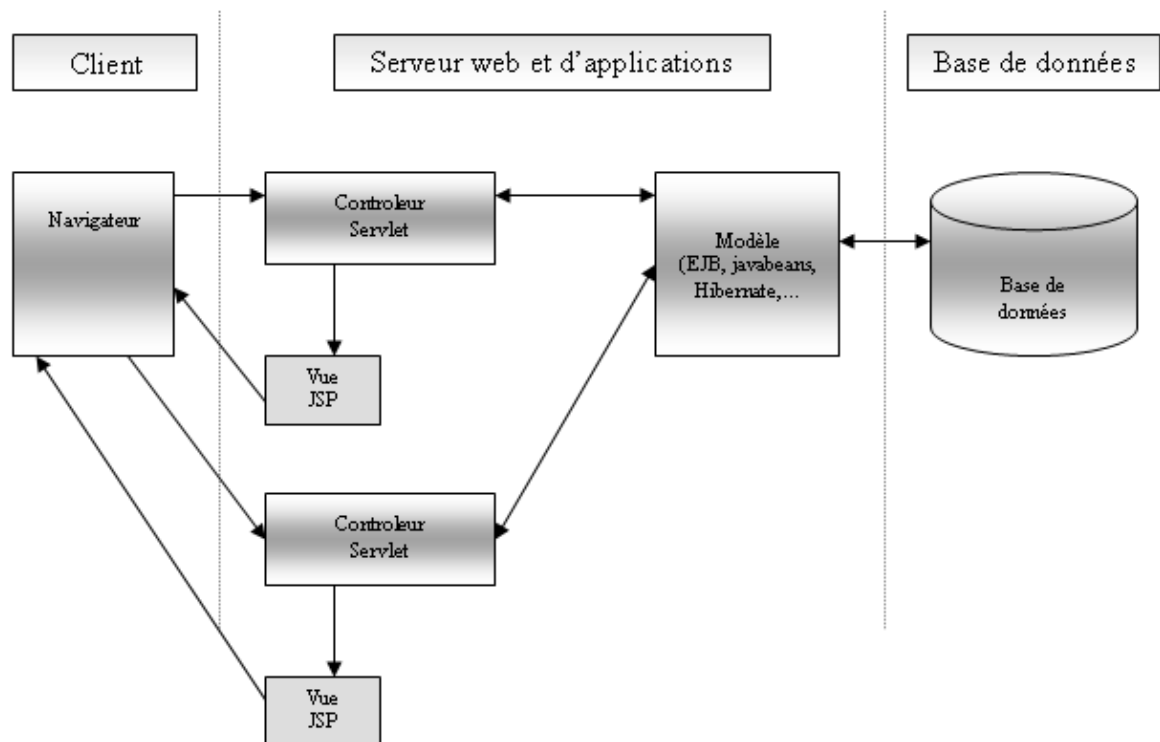 Client
Serveur web et d'applications
Base de données
Navigateur
Controleur
Servlet
Modèle
(EJB, javabeans,
Hibernate,...
Base de
données
Vue
JSP
Controleur
Servlet
Vue
JSP